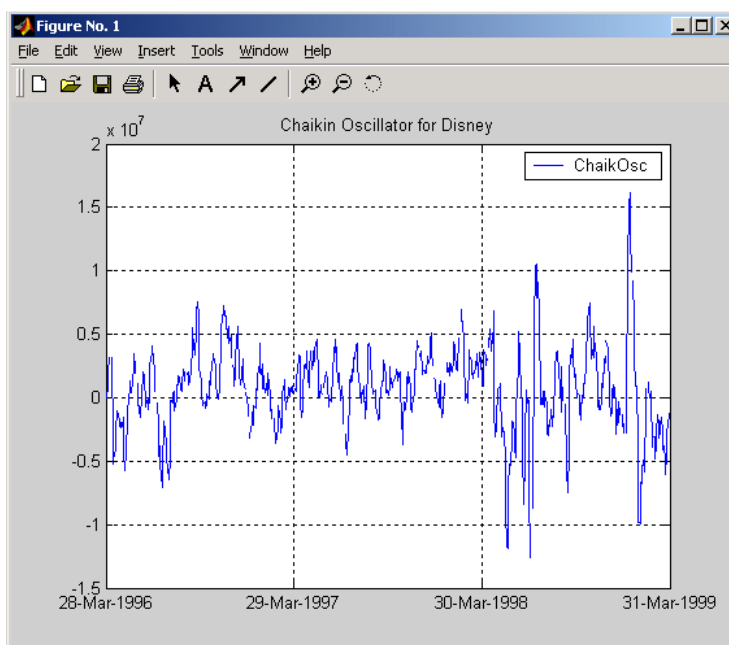 Figure No. 1
File Edit View Insert Tools Window Help
A
x 10^7
Chaikin Oscillator for Disney
ChaikOsc
2
1.5
1
0.5
0
-0.5
-1
-1.5
28-Mar-1996 29-Mar-1997 30-Mar-1998 31-Mar-1999